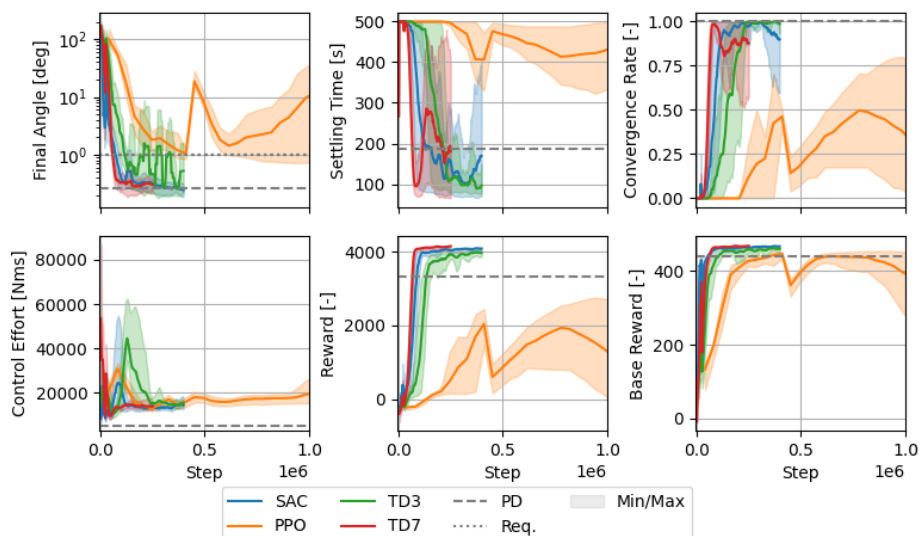 Final Angle [deg]
10²
10¹
10⁰
Settling Time [s]
500
400
300
200
100
Convergence Rate [-]
1.00
0.75
0.50
0.25
0.00
Control Effort [Nms]
80000
60000
40000
20000
0.0 0.5 1.0
Step 1e6
Reward [-]
4000
2000
0
0.0 0.5 1.0
Step 1e6
Base Reward [-]
400
200
0
0.0 0.5 1.0
Step 1e6
SAC TD3 PD Min/Max
PPO TD7 Req.